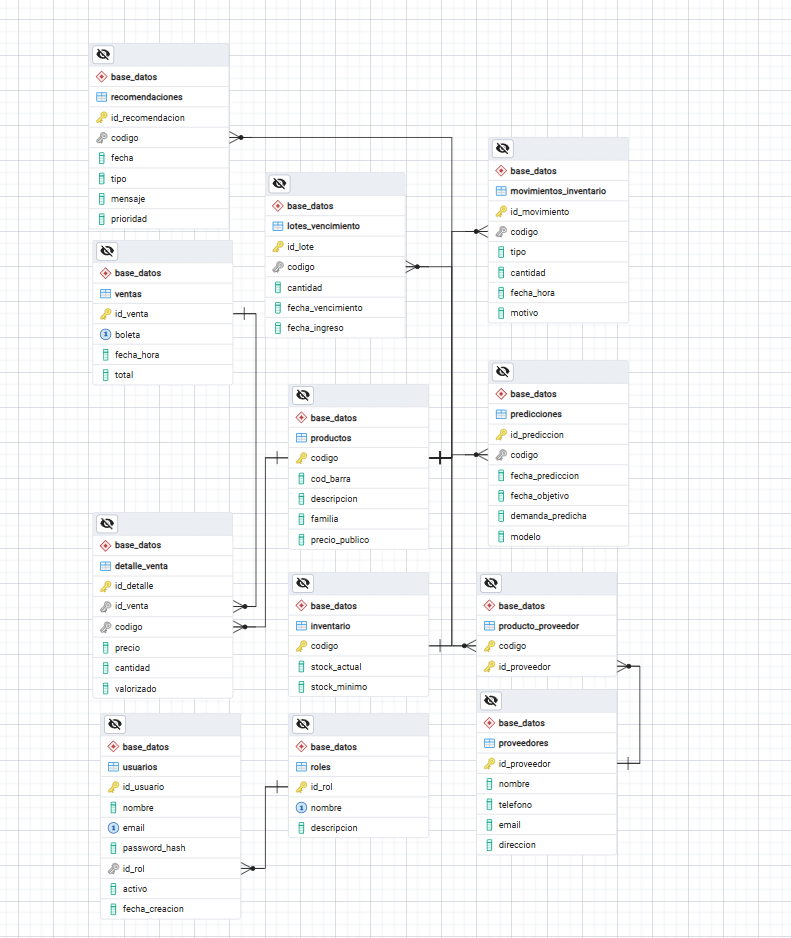 base_datos
recomendaciones
id_recomendacion
codigo
fecha
tipo
mensaje
prioridad
base_datos
lotes_vencimiento
id_lote
codigo
cantidad
fecha_vencimiento
fecha_ingreso
base_datos
movimientos_inventario
id_movimiento
codigo
tipo
cantidad
fecha_hora
motivo
base_datos
ventas
id_venta
1 boleta
fecha_hora
total
base_datos
productos
codigo
cod_barra
descripcion
familia
precio_publico
base_datos
predicciones
id_prediccion
codigo
fecha_prediccion
fecha_objetivo
demanda_predicha
modelo
base_datos
detalle_venta
id_detalle
id_venta
codigo
precio
cantidad
valorizado
base_datos
inventario
codigo
stock_actual
stock_minimo
base_datos
producto_proveedor
codigo
id_proveedor
base_datos
usuarios
id_usuario
nombre
1 email
password_hash
id_rol
activo
fecha_creacion
base_datos
roles
id_rol
1 nombre
descripcion
base_datos
proveedores
id_proveedor
nombre
telefono
email
direccion